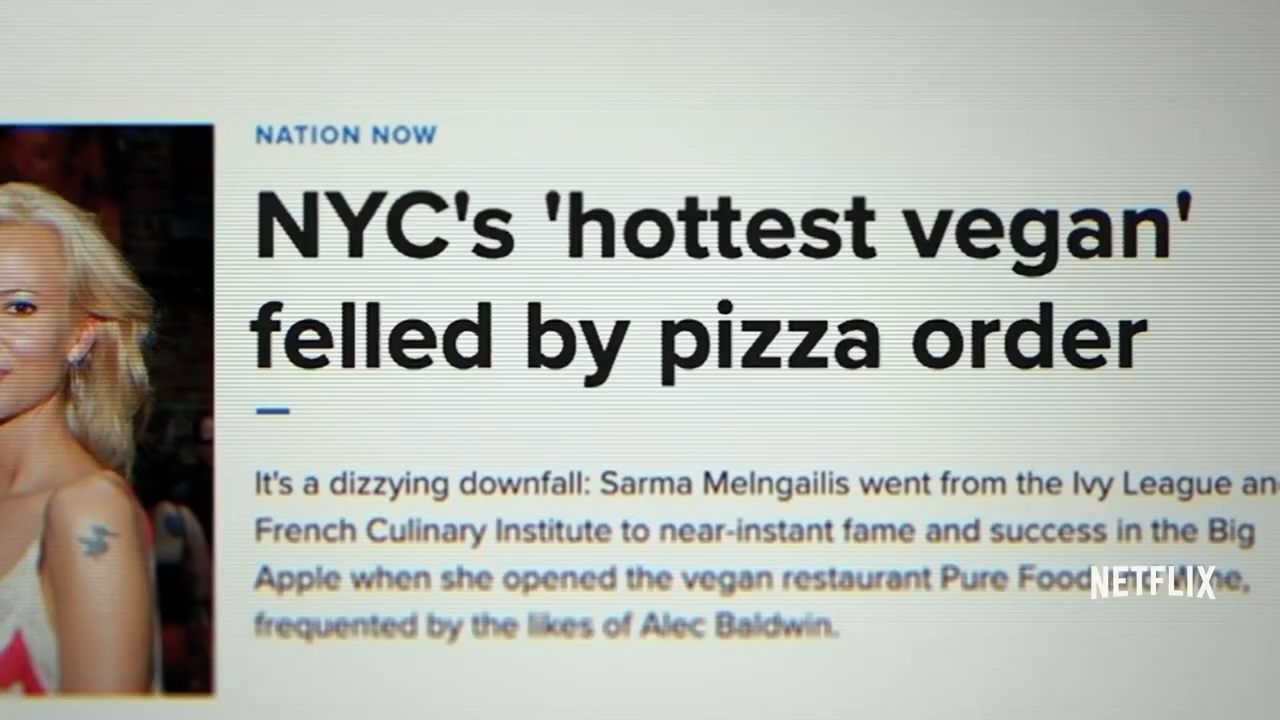 NATION NOW
NYC's 'hottest vegan'
felled by pizza order
It's a dizzying downfall: Sarma Melngailis went from the Ivy League an
French Culinary Institute to near-instant fame and success in the Big
Apple when she opened the vegan restaurant Pure Food
NETFLIX
frequented by the likes of Alec Baldwin.